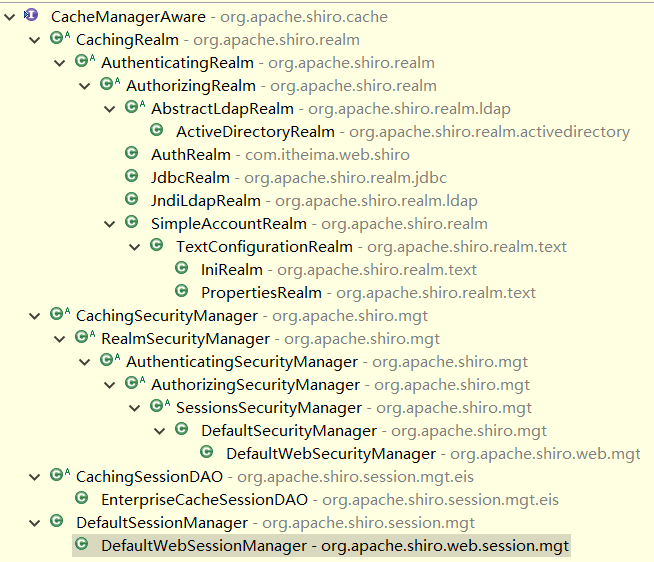 CacheManagerAware - org.apache.shiro.cache
CachingRealm - org.apache.shiro.realm
AuthenticatingRealm - org.apache.shiro.realm
AuthorizingRealm - org.apache.shiro.realm
AbstractLdapRealm - org.apache.shiro.realm.ldap
ActiveDirectoryRealm - org.apache.shiro.realm.activedirectory
AuthRealm - com.itheima.web.shiro
JdbcRealm - org.apache.shiro.realm.jdbc
JndiLdapRealm - org.apache.shiro.realm.ldap
SimpleAccountRealm - org.apache.shiro.realm
TextConfigurationRealm - org.apache.shiro.realm.text
IniRealm - org.apache.shiro.realm.text
PropertiesRealm - org.apache.shiro.realm.text
CachingSecurityManager - org.apache.shiro.mgt
RealmSecurityManager - org.apache.shiro.mgt
AuthenticatingSecurityManager - org.apache.shiro.mgt
AuthorizingSecurityManager - org.apache.shiro.mgt
SessionsSecurityManager - org.apache.shiro.mgt
DefaultSecurityManager - org.apache.shiro.mgt
DefaultWebSecurityManager - org.apache.shiro.web.mgt
CachingSessionDAO - org.apache.shiro.session.mgt.eis
EnterpriseCacheSessionDAO - org.apache.shiro.session.mgt.eis
DefaultSessionManager - org.apache.shiro.session.mgt
DefaultWebSessionManager - org.apache.shiro.web.session.mgt